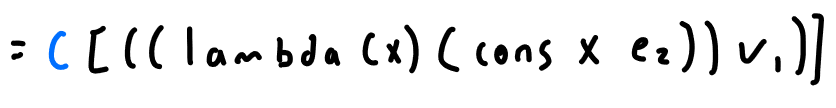 = C [((lambda (x) (cons x e₂)) v₁)]